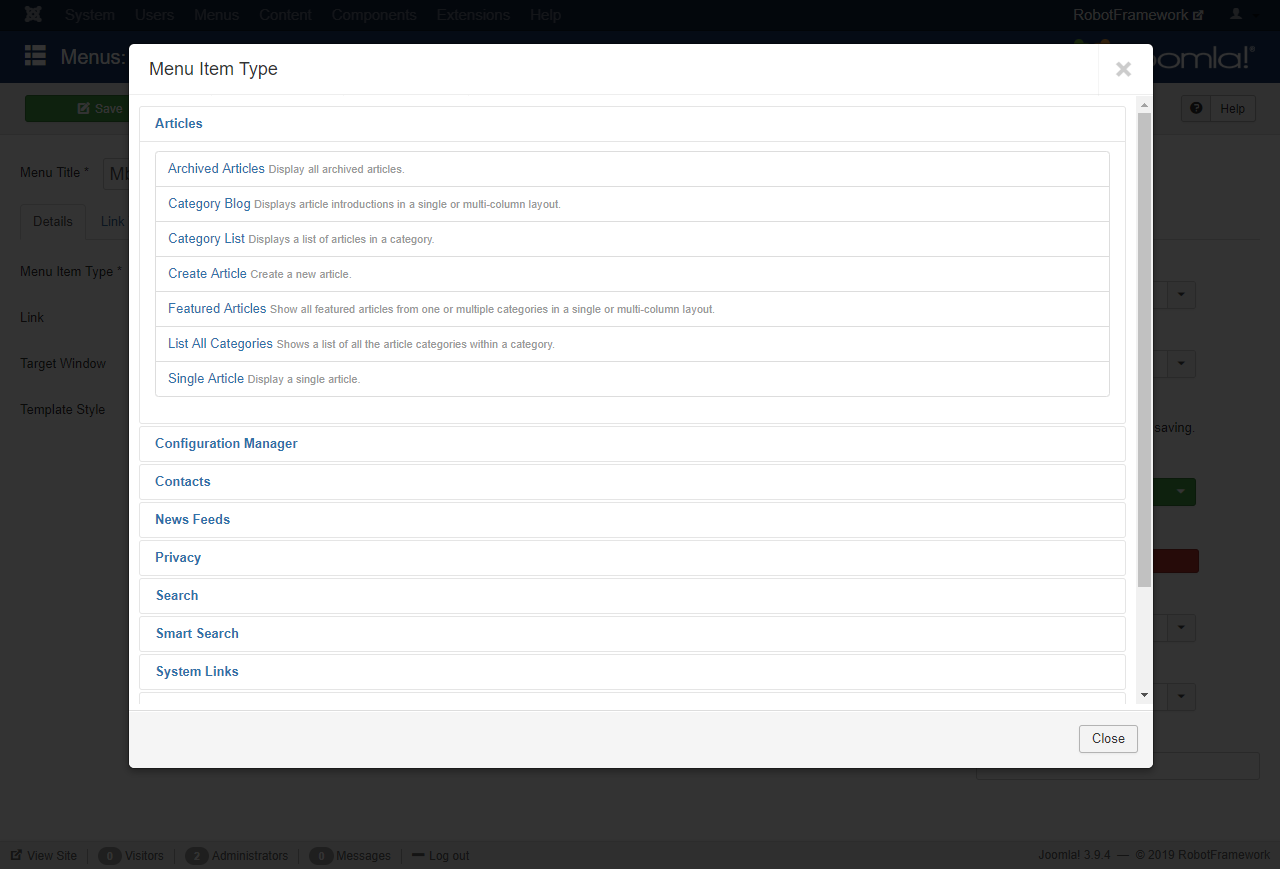 System Users Menus Content Components Extensions Help RobotFramework
Menus: oomla!®
Menu Item Type ×
Save Help
Articles
Menu Title *
Archived Articles Display all archived articles.
Category Blog Displays article introductions in a single or multi-column layout.
Details Link
Category List Displays a list of articles in a category.
Menu Item Type *
Create Article Create a new article.
Link
Featured Articles Show all featured articles from one or multiple categories in a single or multi-column layout.
List All Categories Shows a list of all the article categories within a category.
Target Window
Single Article Display a single article.
Template Style
saving.
Configuration Manager
Contacts
News Feeds
Privacy
Search
Smart Search
System Links
Close
View Site 0 Visitors 2 Administrators 0 Messages Log out Joomla! 3.9.4 — © 2019 RobotFramework